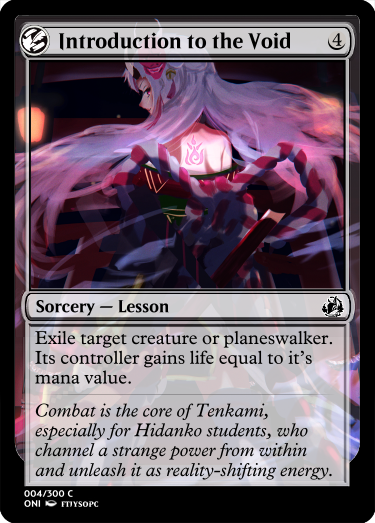 Introduction to the Void 4
Sorcery — Lesson
Exile target creature or planeswalker.
Its controller gains life equal to it's
mana value.
Combat is the core of Tenkami,
especially for Hidanko students, who
channel a strange power from within
and unleash it as reality-shifting energy.
004/300 C
ONI FTJYSOPC